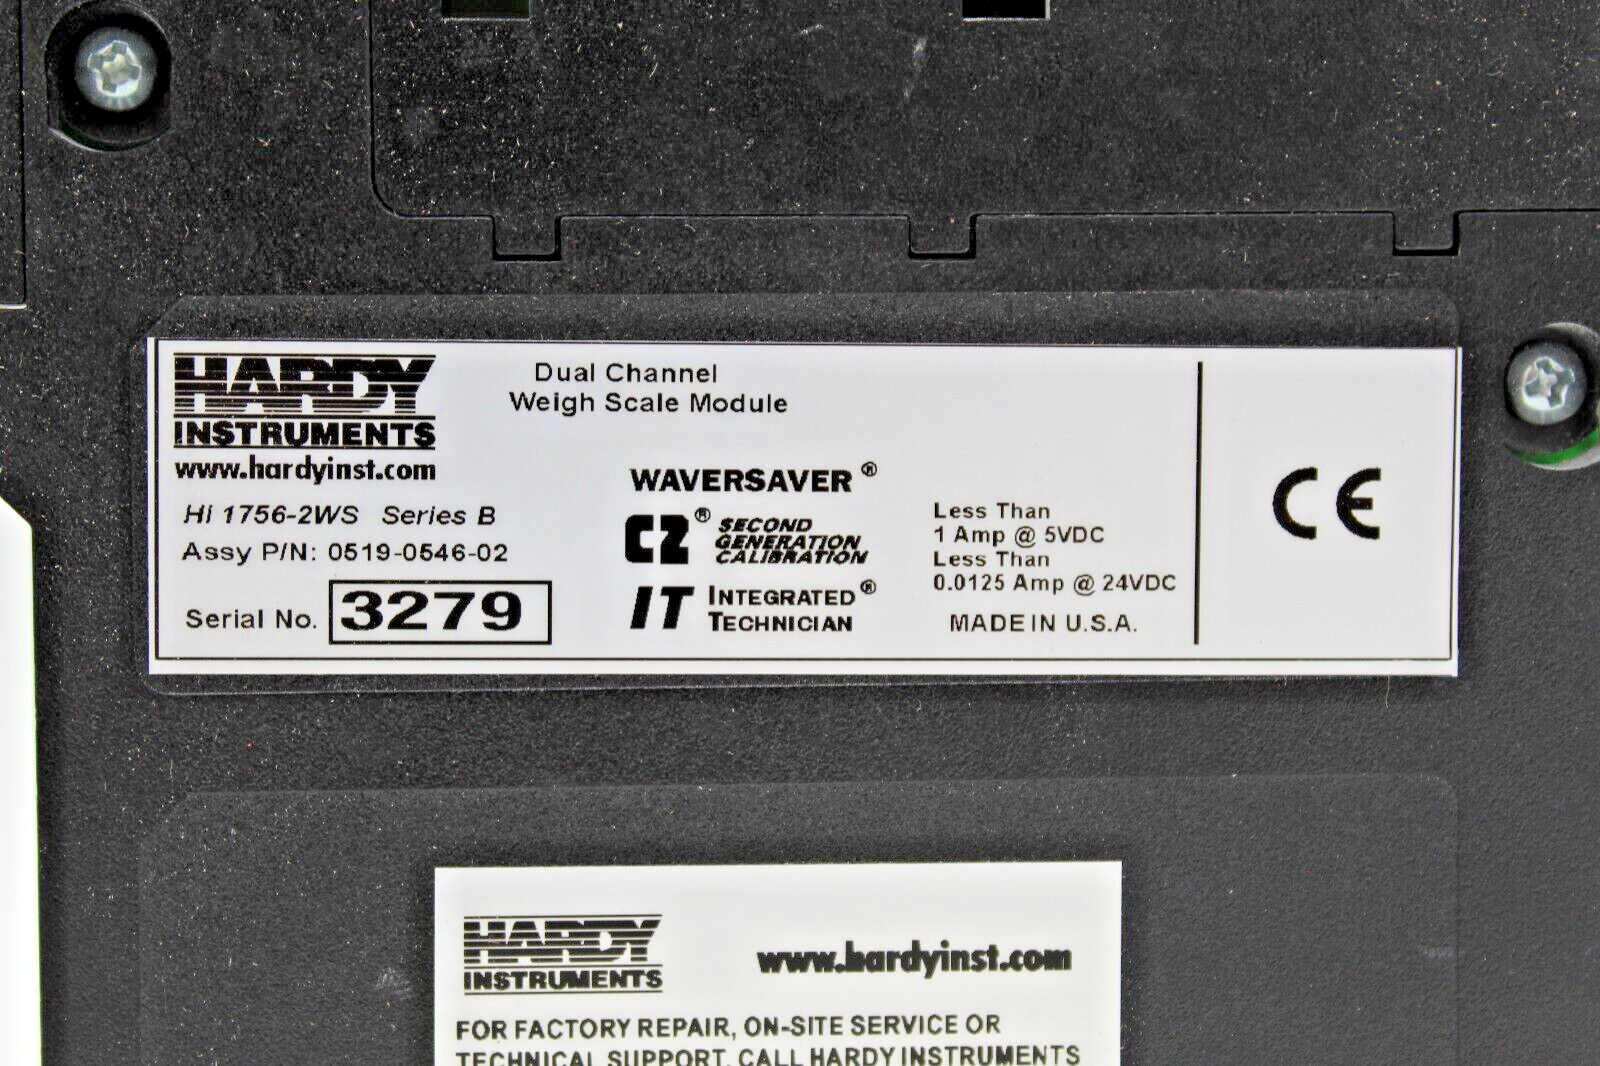 HARDY
INSTRUMENTS
www.hardyinst.com
HI 1756-2WS Series B
Assy P/N: 0519-0546-02
Serial No. 3279
Dual Channel
Weigh Scale Module
WAVERSAVER®
C2® SECOND
GENERATION
CALIBRATION
IT INTEGRATED®
TECHNICIAN
Less Than
1 Amp @ 5VDC
Less Than
0.0125 Amp @ 24VDC
MADE IN U.S.A.
CE
HARDY
INSTRUMENTS
www.hardyinst.com
FOR FACTORY REPAIR, ON-SITE SERVICE OR
TECHNICAL SUPPORT, CALL HARDY INSTRUMENTS